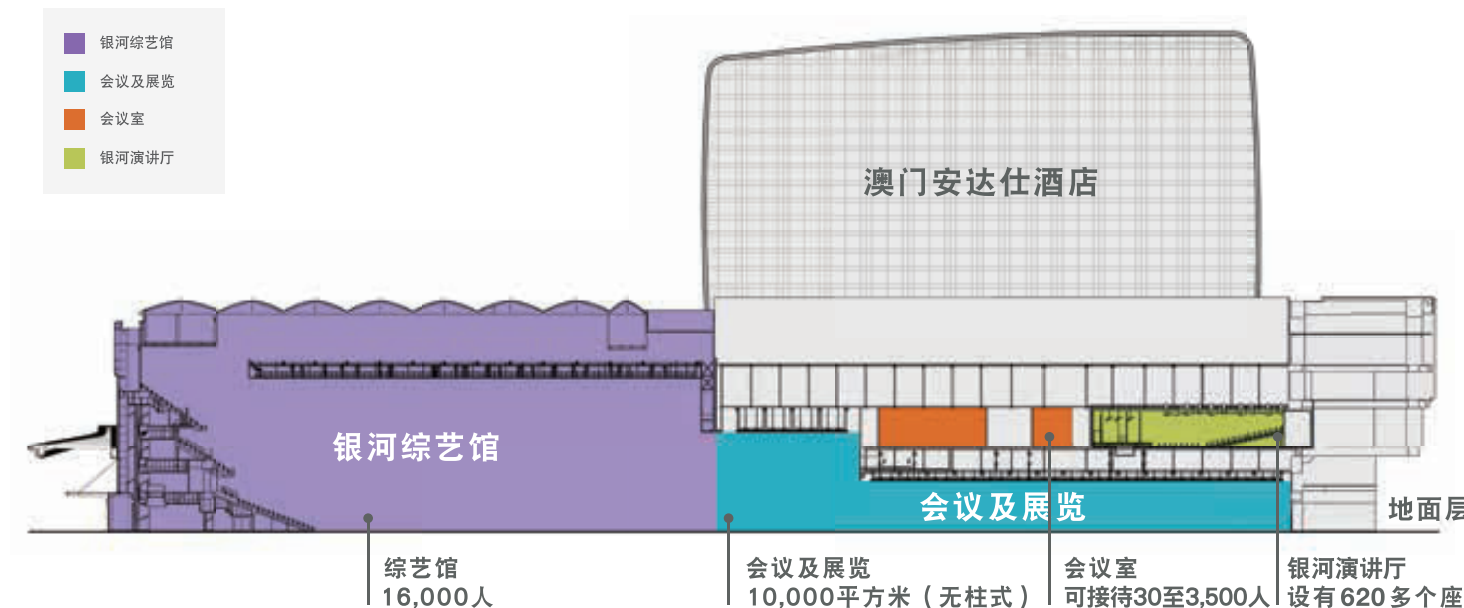 银河综艺馆
会议及展览
会议室
银河演讲厅
澳门安达仕酒店
银河综艺馆
会议及展览
地面层
综艺馆
16,000人
会议及展览
10,000平方米（无柱式）
会议室
可接待30至3,500人
银河演讲厅
设有620多个座